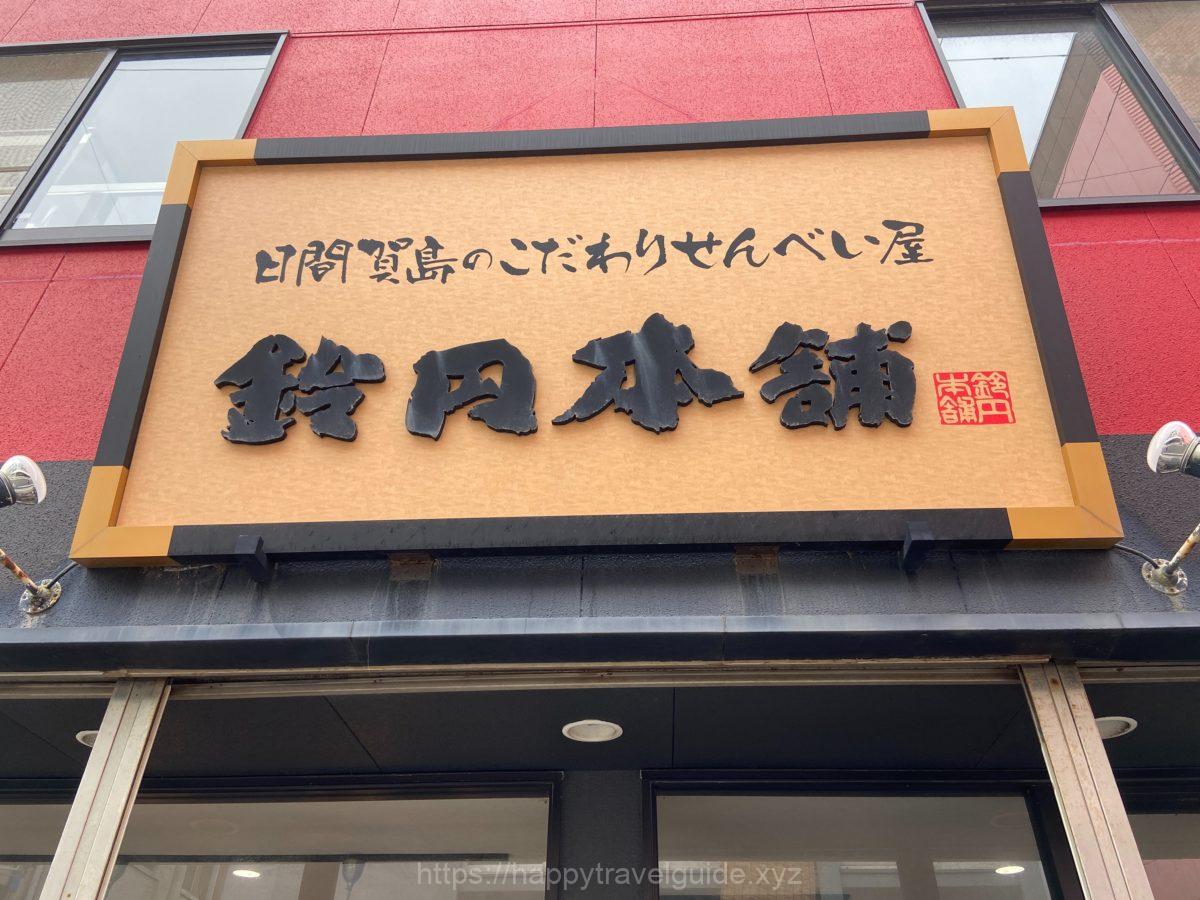 日間賀島のこだわりせんべい屋
鈴円本舗
鈴円
本舗
https://happytravelguide.xyz